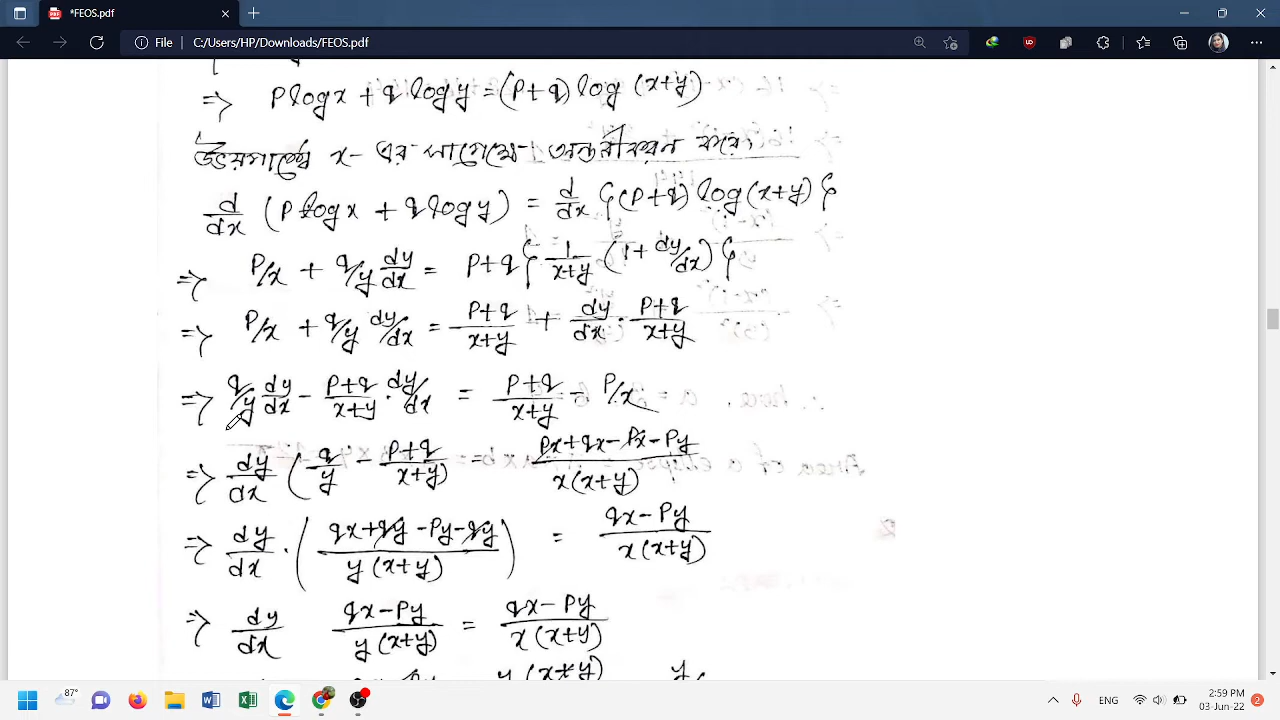 *FEOS.pdf
File C:/Users/HP/Downloads/FEOS.pdf
=> P log x + q log y = (P+q) log (x+y)
উভয়পার্শ্বে x- এর সাপেক্ষে অন্তরীকরণ করে,
d/dx (P log x + q log y) = d/dx {(P+q) log (x+y)}
=> P/x + q/y dy/dx = P+q { 1/(x+y) (1 + dy/dx) }
=> P/x + q/y dy/dx = (P+q)/(x+y) + dy/dx · (P+q)/(x+y)
=> q/y dy/dx - (P+q)/(x+y) · dy/dx = (P+q)/(x+y) - P/x
=> dy/dx ( q/y - (P+q)/(x+y) = (Px+qx-Px-Py)/(x(x+y))
=> dy/dx · ( (qx+qy-Py-qy)/(y(x+y)) ) = (qx-Py)/(x(x+y))
=> dy/dx (qx-Py)/(y(x+y)) = (qx-Py)/(x(x+y))
87° ENG 2:59 PM
03-Jun-22 2